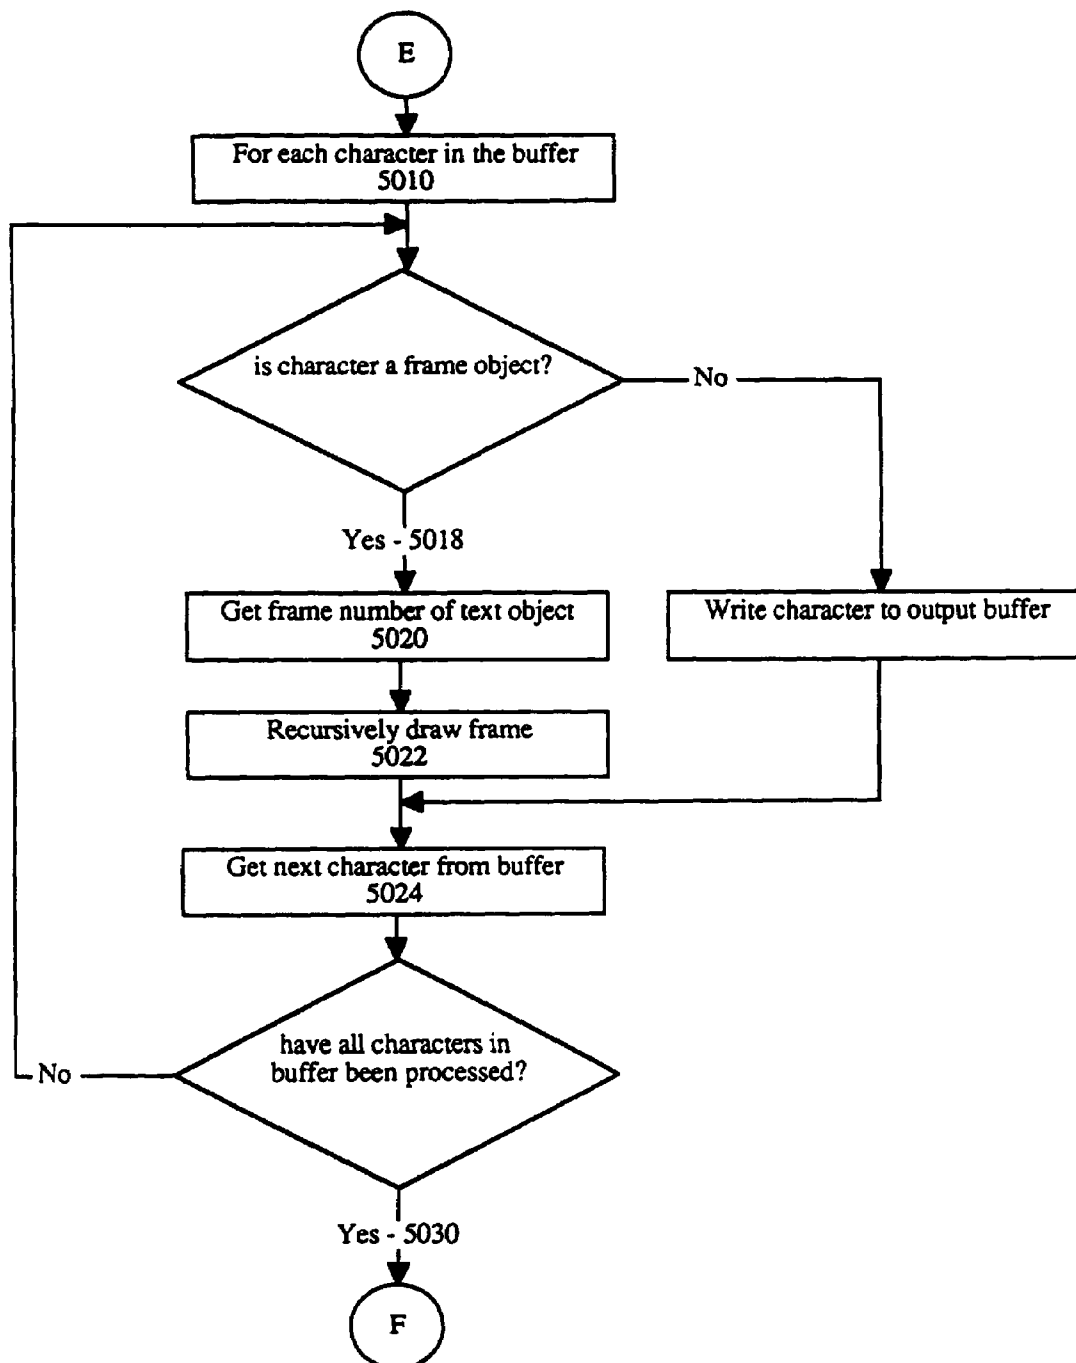 E
For each character in the buffer
5010
is character a frame object?
No
Yes - 5018
Get frame number of text object
5020
Write character to output buffer
Recursively draw frame
5022
Get next character from buffer
5024
have all characters in
buffer been processed?
No
Yes - 5030
F